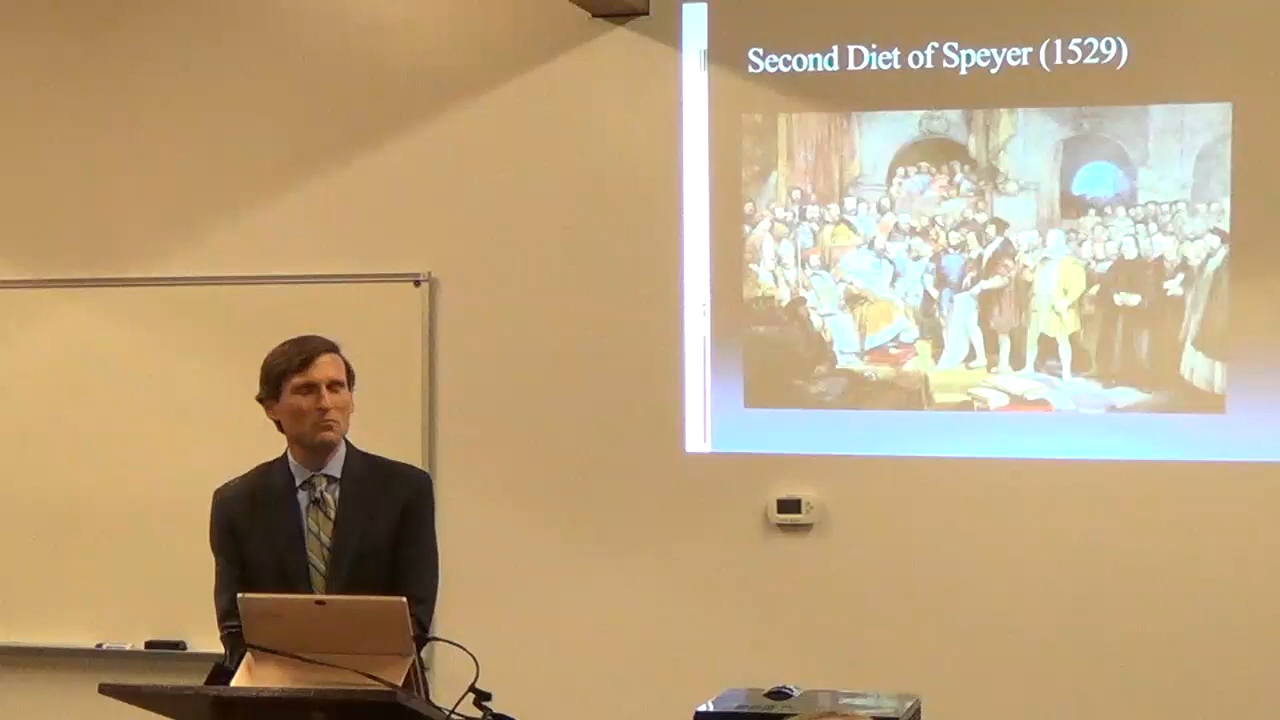 Second Diet of Speyer (1529)